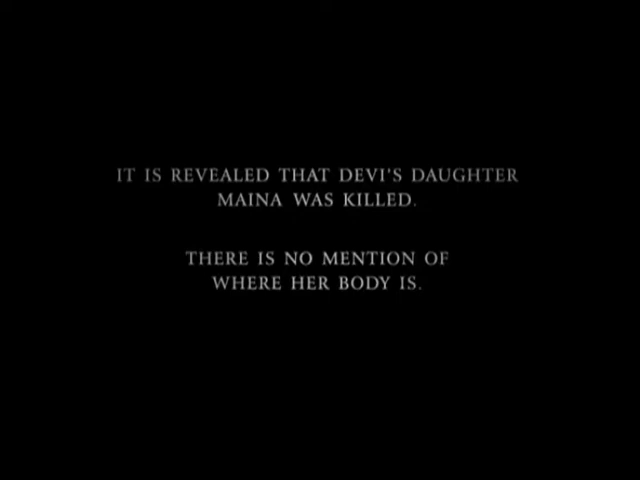 IT IS REVEALED THAT DEVI'S DAUGHTER
MAINA WAS KILLED.
THERE IS NO MENTION OF
WHERE HER BODY IS.